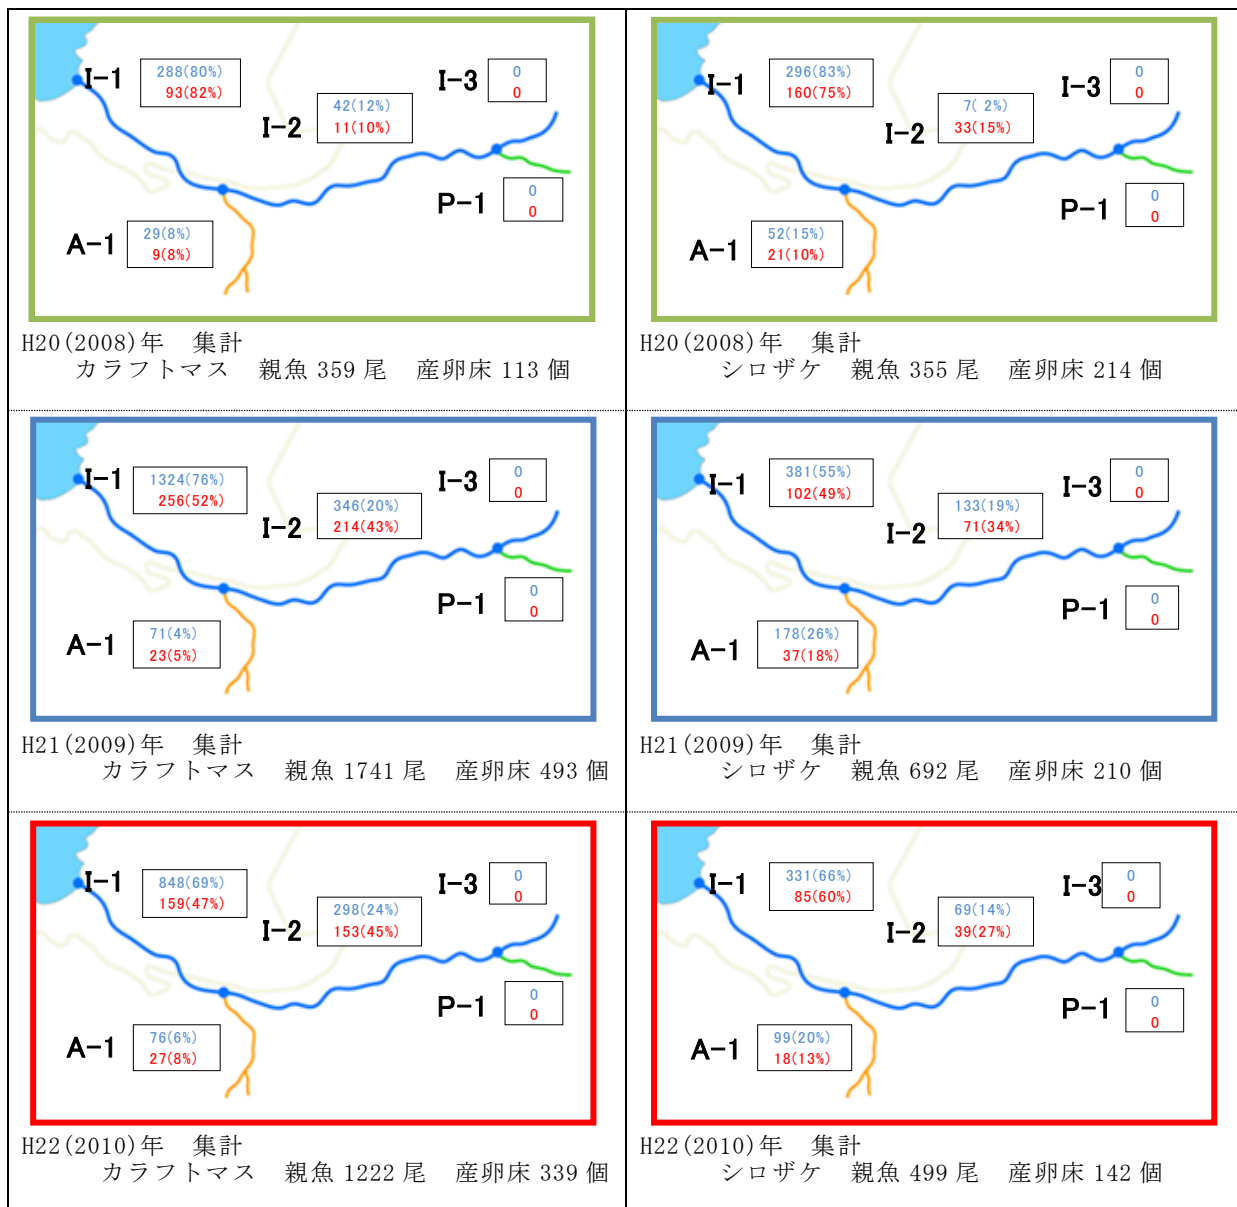 I-1
288(80%)
93(82%)
I-2
42(12%)
11(10%)
I-3
0
0
P-1
0
0
A-1
29(8%)
9(8%)
H20(2008)年 集計
カラフトマス 親魚 359 尾 産卵床 113 個
I-1
296(83%)
160(75%)
I-2
7( 2%)
33(15%)
I-3
0
0
P-1
0
0
A-1
52(15%)
21(10%)
H20(2008)年 集計
シロザケ 親魚 355 尾 産卵床 214 個
I-1
1324(76%)
256(52%)
I-2
346(20%)
214(43%)
I-3
0
0
P-1
0
0
A-1
71(4%)
23(5%)
H21(2009)年 集計
カラフトマス 親魚 1741 尾 産卵床 493 個
I-1
381(55%)
102(49%)
I-2
133(19%)
71(34%)
I-3
0
0
P-1
0
0
A-1
178(26%)
37(18%)
H21(2009)年 集計
シロザケ 親魚 692 尾 産卵床 210 個
I-1
848(69%)
159(47%)
I-2
298(24%)
153(45%)
I-3
0
0
P-1
0
0
A-1
76(6%)
27(8%)
H22(2010)年 集計
カラフトマス 親魚 1222 尾 産卵床 339 個
I-1
331(66%)
85(60%)
I-2
69(14%)
39(27%)
I-3
0
0
P-1
0
0
A-1
99(20%)
18(13%)
H22(2010)年 集計
シロザケ 親魚 499 尾 産卵床 142 個